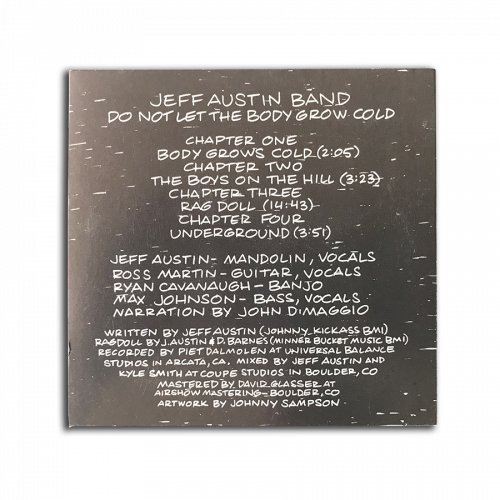 JEFF AUSTIN BAND
DO NOT LET THE BODY GROW COLD
CHAPTER ONE
BODY GROWS COLD (2:05)
CHAPTER TWO
THE BOYS ON THE HILL (3:23)
CHAPTER THREE
RAG DOLL (14:43)
CHAPTER FOUR
UNDERGROUND (3:51)
JEFF AUSTIN - MANDOLIN, VOCALS
ROSS MARTIN - GUITAR, VOCALS
RYAN CAVANAUGH - BANJO
MAX JOHNSON - BASS, VOCALS
NARRATION BY JOHN DIMAGGIO
WRITTEN BY JEFF AUSTIN (JOHNNY KICKASS BMI)
RAGDOLL BY J. AUSTIN & D. BARNES (MINNER BUCKET MUSIC BMI)
RECORDED BY PIET DALMOLEN AT UNIVERSAL BALANCE
STUDIOS IN ARCATA, CA. MIXED BY JEFF AUSTIN AND
KYLE SMITH AT COUPE STUDIOS IN BOULDER, CO
MASTERED BY DAVID GLASSER AT
AIRSHOW MASTERING - BOULDER, CO
ARTWORK BY JOHNNY SAMPSON